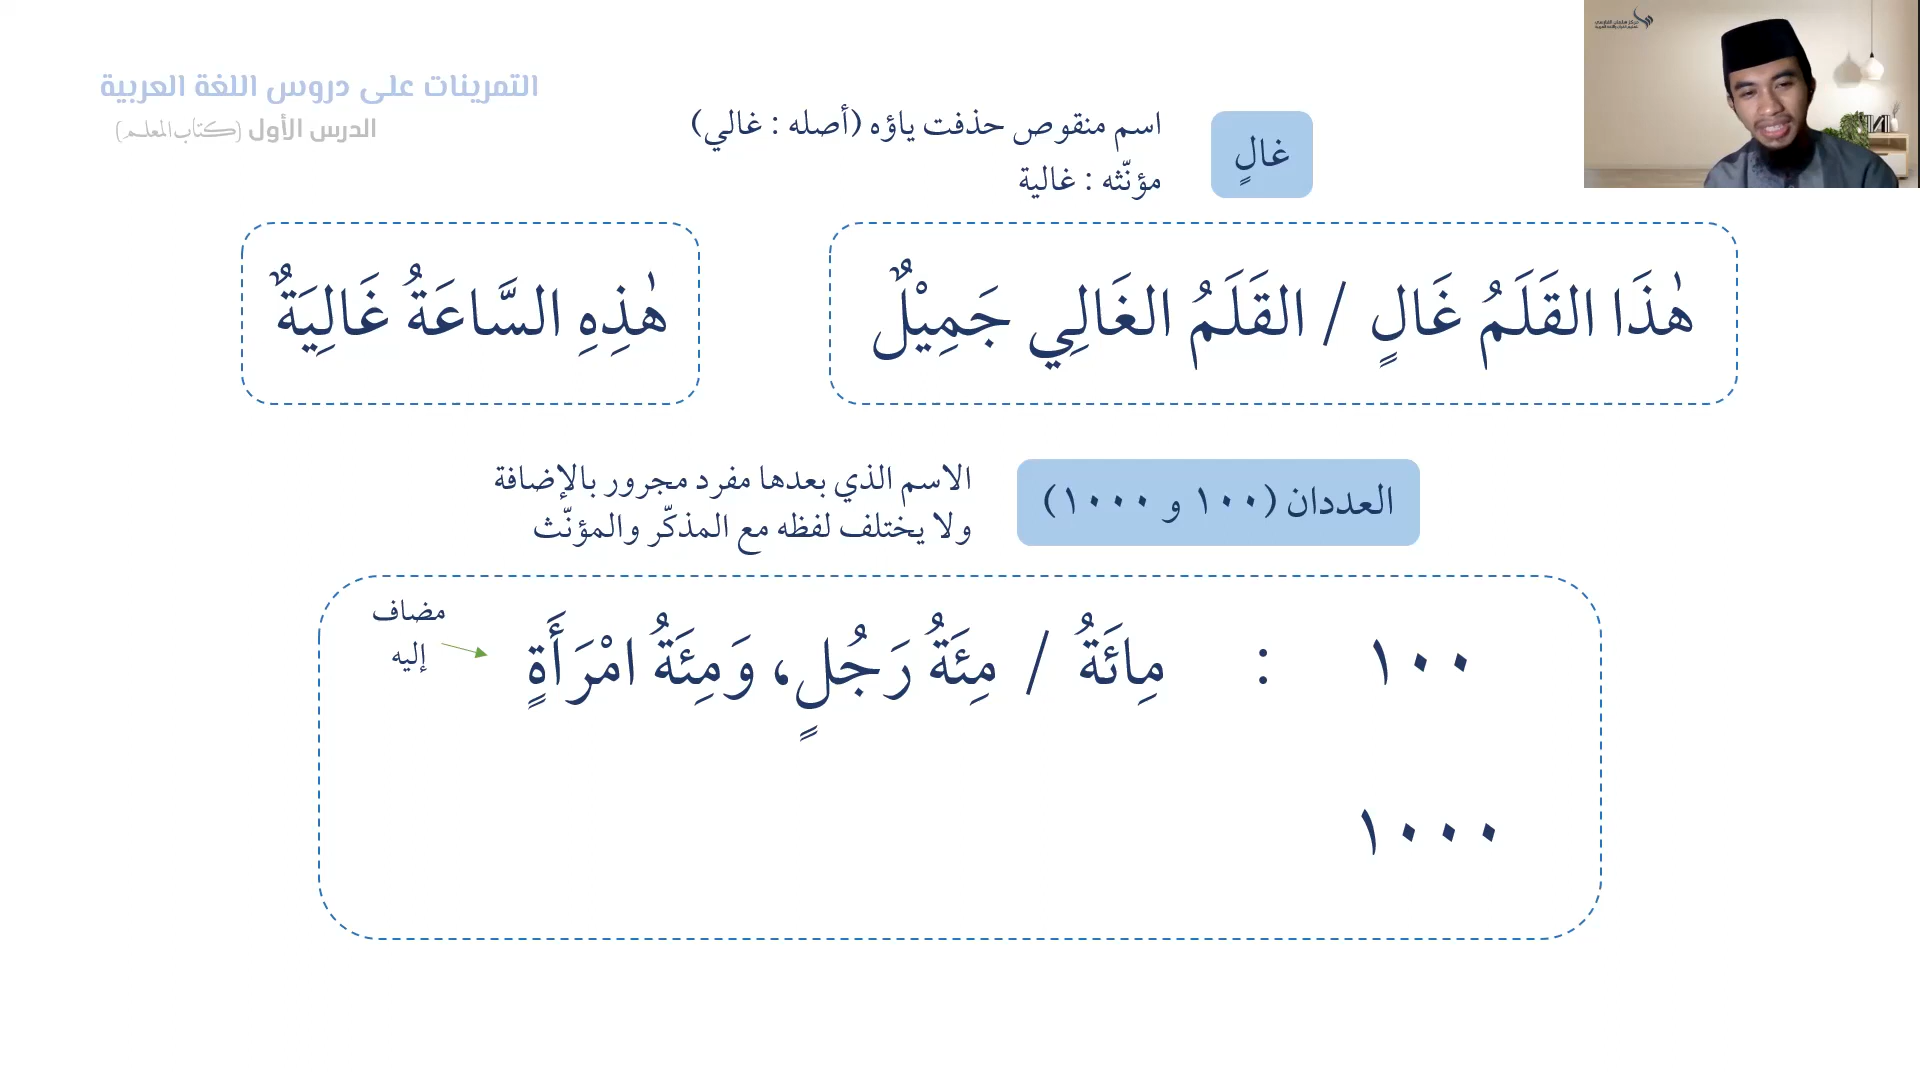 التمرينات على دروس اللغة العربية
الدرس الأول (كتاب المعلم)
غالٍ
اسم منقوص حذفت ياؤه (أصله : غالي)
مؤنّثه : غالية
هٰذَا القَلَمُ غَالٍ / القَلَمُ الغَالِي جَمِيْلٌ
هٰذِهِ السَّاعَةُ غَالِيَةٌ
العددان (١٠٠ و ١٠٠٠)
الاسم الذي بعدها مفرد مجرور بالإضافة
ولا يختلف لفظه مع المذكّر والمؤنّث
١٠٠ : مِائَةُ / مِئَةُ رَجُلٍ، وَمِئَةُ امْرَأَةٍ
مضاف
إليه
١٠٠٠